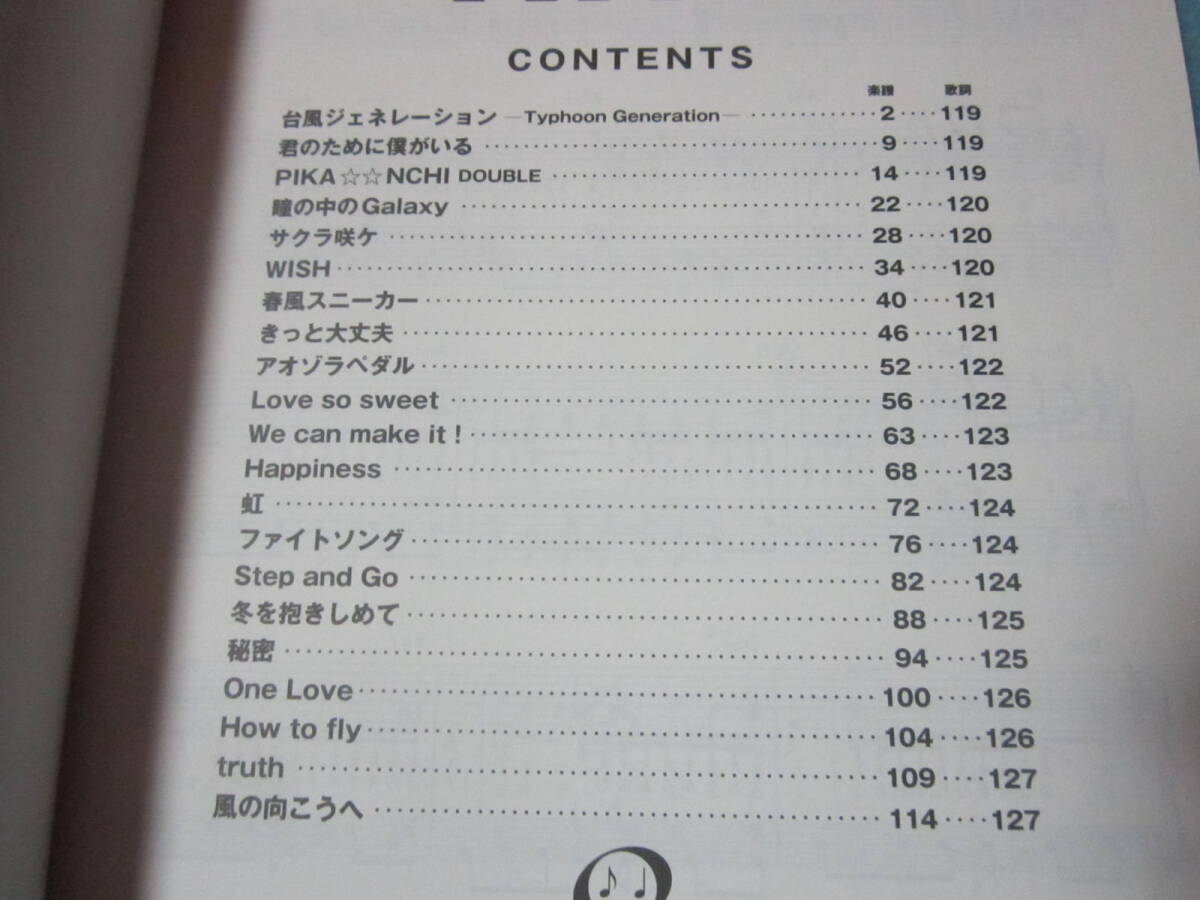 CONTENTS
楽譜 歌詞
台風ジェネレーション —Typhoon Generation— ············· 2 ···· 119
君のために僕がいる ······························ 9 ···· 119
PIKA☆☆NCHI DOUBLE ························ 14 ···· 119
瞳の中のGalaxy ································ 22 ···· 120
サクラ咲ケ ······································ 28 ···· 120
WISH ·········································· 34 ···· 120
春風スニーカー ·································· 40 ···· 121
きっと大丈夫 ···································· 46 ···· 121
アオゾラペダル ·································· 52 ···· 122
Love so sweet ································ 56 ···· 122
We can make it ! ······························ 63 ···· 123
Happiness ···································· 68 ···· 123
虹 ············································ 72 ···· 124
ファイトソング ·································· 76 ···· 124
Step and Go ·································· 82 ···· 124
冬を抱きしめて ·································· 88 ···· 125
秘密 ·········································· 94 ···· 125
One Love ···································· 100 ···· 126
How to fly ···································· 104 ···· 126
truth ········································ 109 ···· 127
風の向こうへ ·································· 114 ···· 127